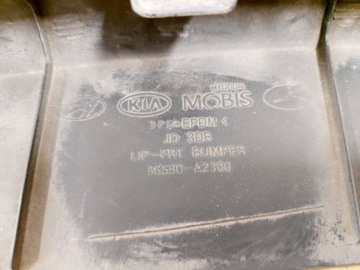 HYUNDAI
KIA MOBIS
>PP+EPDM<
JD 3DR
LIP-FRT BUMPER
86590-A2300